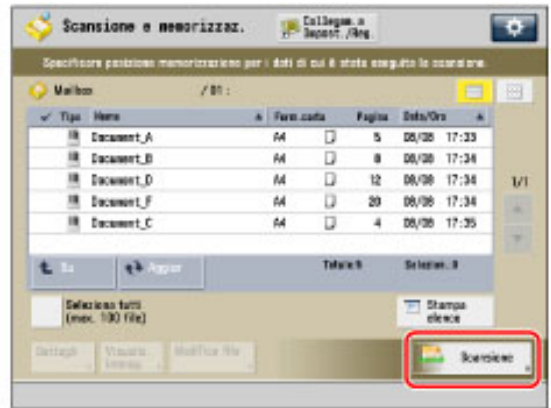 Scansione e memorizzaz.
Collegam. a
Impost./Reg.
Specificare posizione memorizzazione per i dati di cui è stata eseguita la scansione.
Mailbox /01:
Tipo Nome Form.carta Pagina Data/Ora
Document_A A4 5 08/08 17:33
Document_B A4 8 08/08 17:34
Document_D A4 12 08/08 17:34
Document_F A4 20 08/08 17:34
Document_C A4 4 08/08 17:35
1/1
Su Aggior Totale:5 Selezion.:0
Seleziona tutti
(max. 100 file)
Stampa
elenco
Dettagli Visualiz. Modifica file
immag.
Scansione